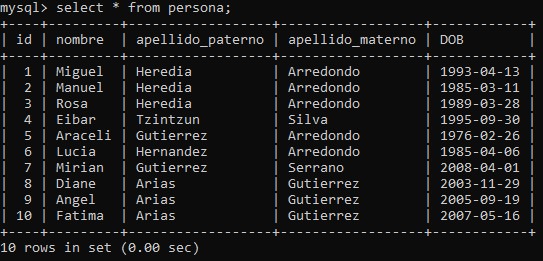 mysql> select * from persona;
+----+---------+------------------+------------------+------------+
| id | nombre  | apellido_paterno | apellido_materno | DOB        |
+----+---------+------------------+------------------+------------+
|  1 | Miguel  | Heredia          | Arredondo        | 1993-04-13 |
|  2 | Manuel  | Heredia          | Arredondo        | 1985-03-11 |
|  3 | Rosa    | Heredia          | Arredondo        | 1989-03-28 |
|  4 | Eibar   | Tzintzun         | Silva            | 1995-09-30 |
|  5 | Araceli | Gutierrez        | Arredondo        | 1976-02-26 |
|  6 | Lucia   | Hernandez        | Arredondo        | 1985-04-06 |
|  7 | Mirian  | Gutierrez        | Serrano          | 2008-04-01 |
|  8 | Diane   | Arias            | Gutierrez        | 2003-11-29 |
|  9 | Angel   | Arias            | Gutierrez        | 2005-09-19 |
| 10 | Fatima  | Arias            | Gutierrez        | 2007-05-16 |
+----+---------+------------------+------------------+------------+
10 rows in set (0.00 sec)